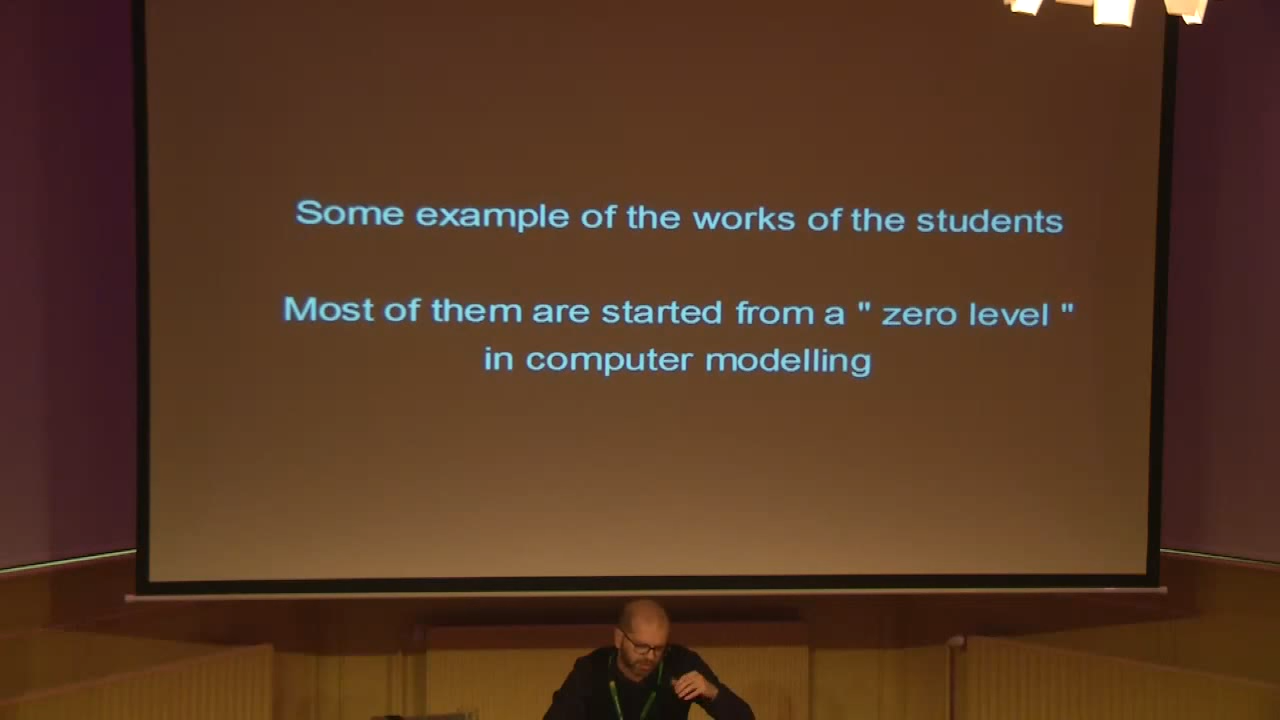 Some example of the works of the students
Most of them are started from a " zero level "
in computer modelling